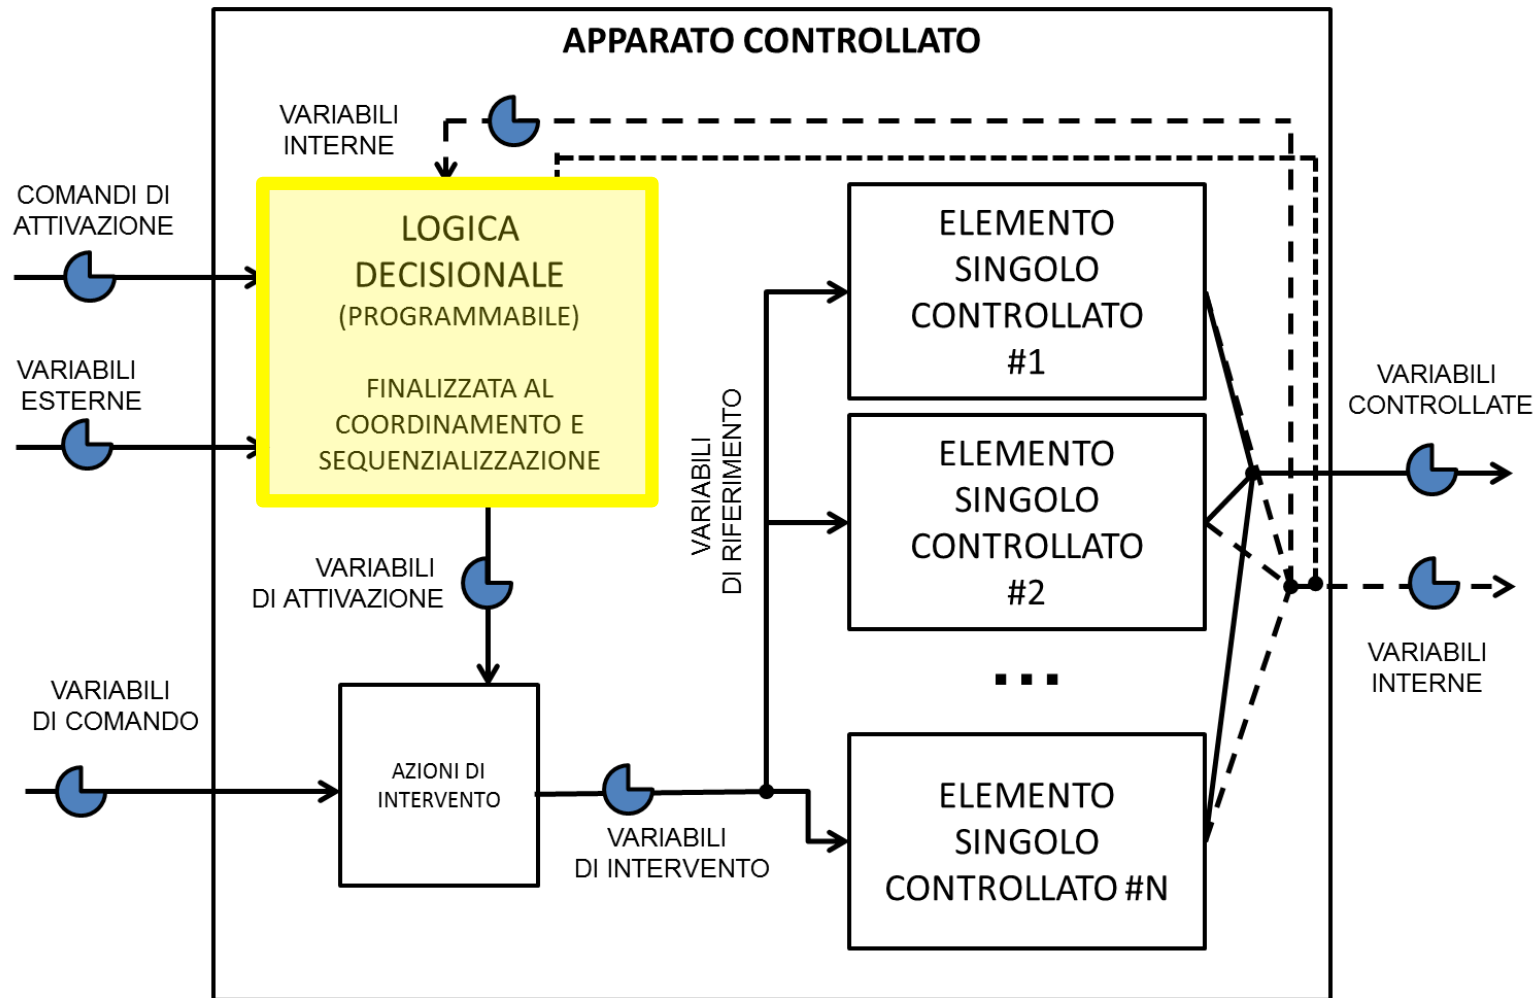 APPARATO CONTROLLATO
VARIABILI
INTERNE
COMANDI DI
ATTIVAZIONE
LOGICA
DECISIONALE
(PROGRAMMABILE)
FINALIZZATA AL
COORDINAMENTO E
SEQUENZIALIZZAZIONE
VARIABILI
ESTERNE
VARIABILI
DI ATTIVAZIONE
VARIABILI
DI COMANDO
AZIONI DI
INTERVENTO
VARIABILI
DI INTERVENTO
VARIABILI
DI RIFERIMENTO
ELEMENTO
SINGOLO
CONTROLLATO
#1
ELEMENTO
SINGOLO
CONTROLLATO
#2
...
ELEMENTO
SINGOLO
CONTROLLATO #N
VARIABILI
CONTROLLATE
VARIABILI
INTERNE